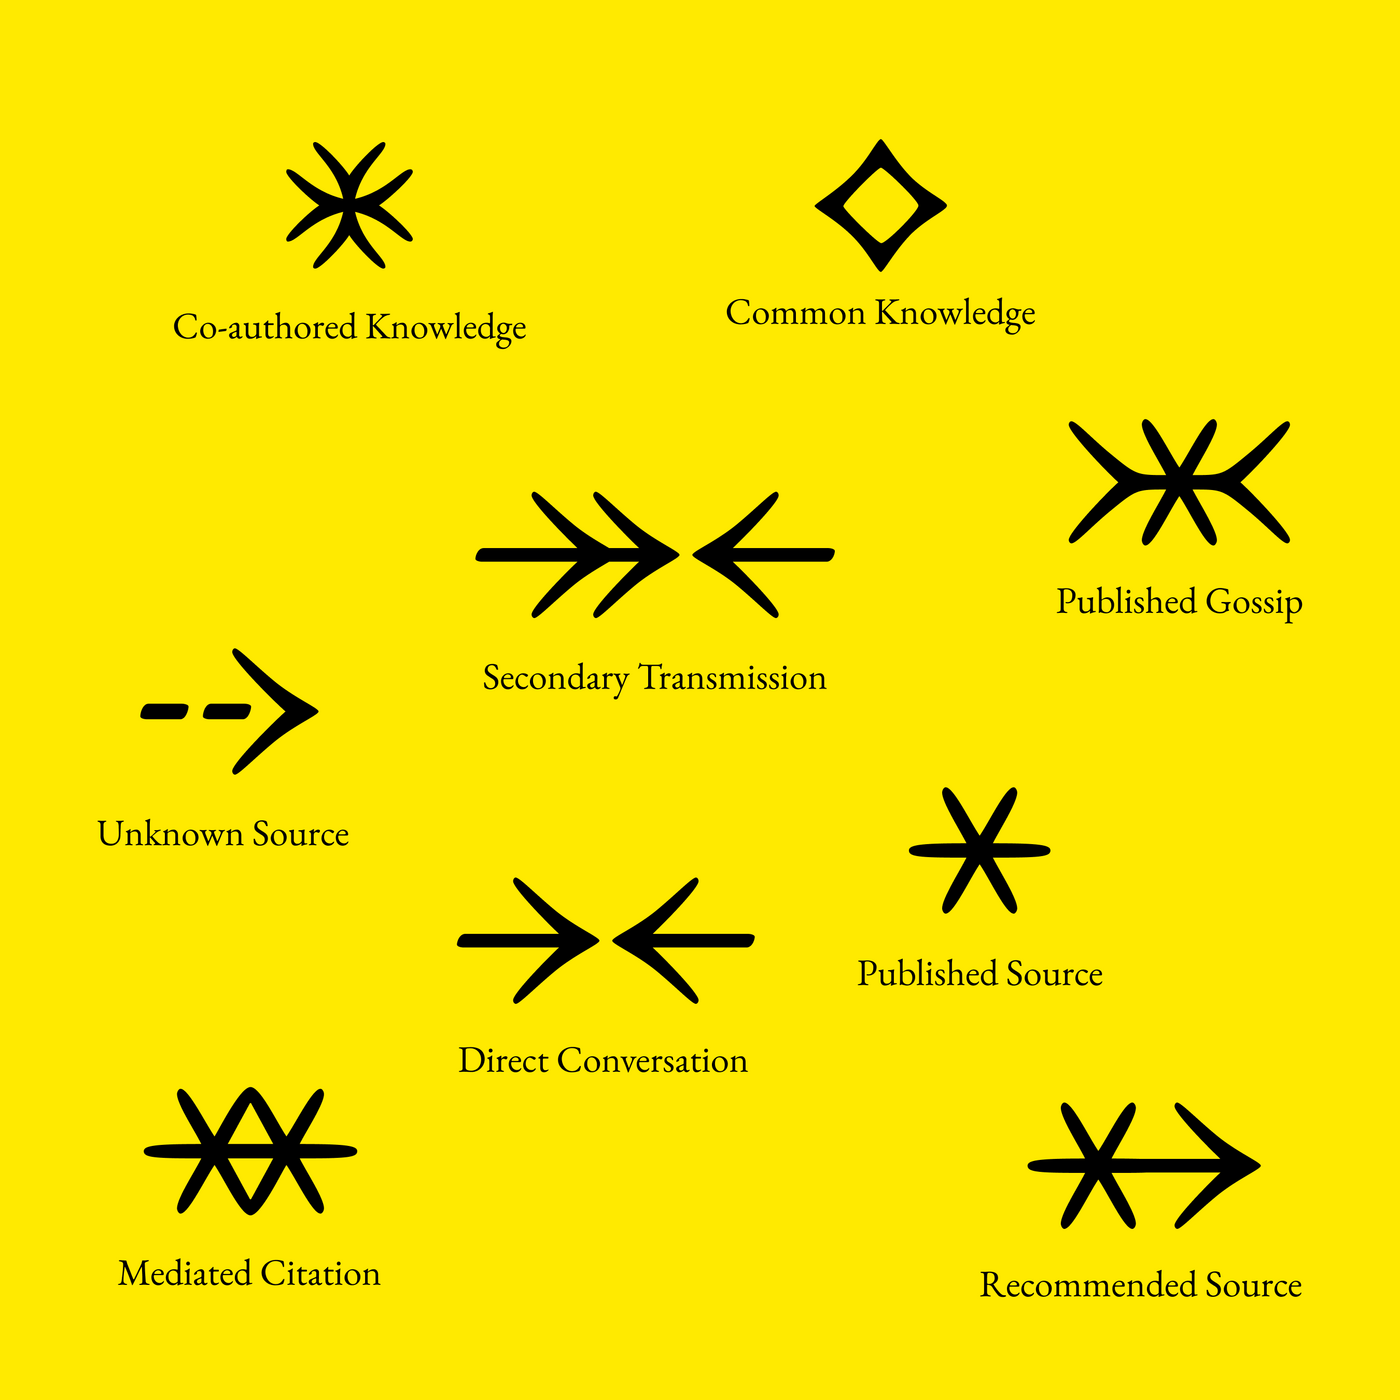 Co-authored Knowledge
Common Knowledge
Published Gossip
Secondary Transmission
Unknown Source
Published Source
Direct Conversation
Mediated Citation
Recommended Source